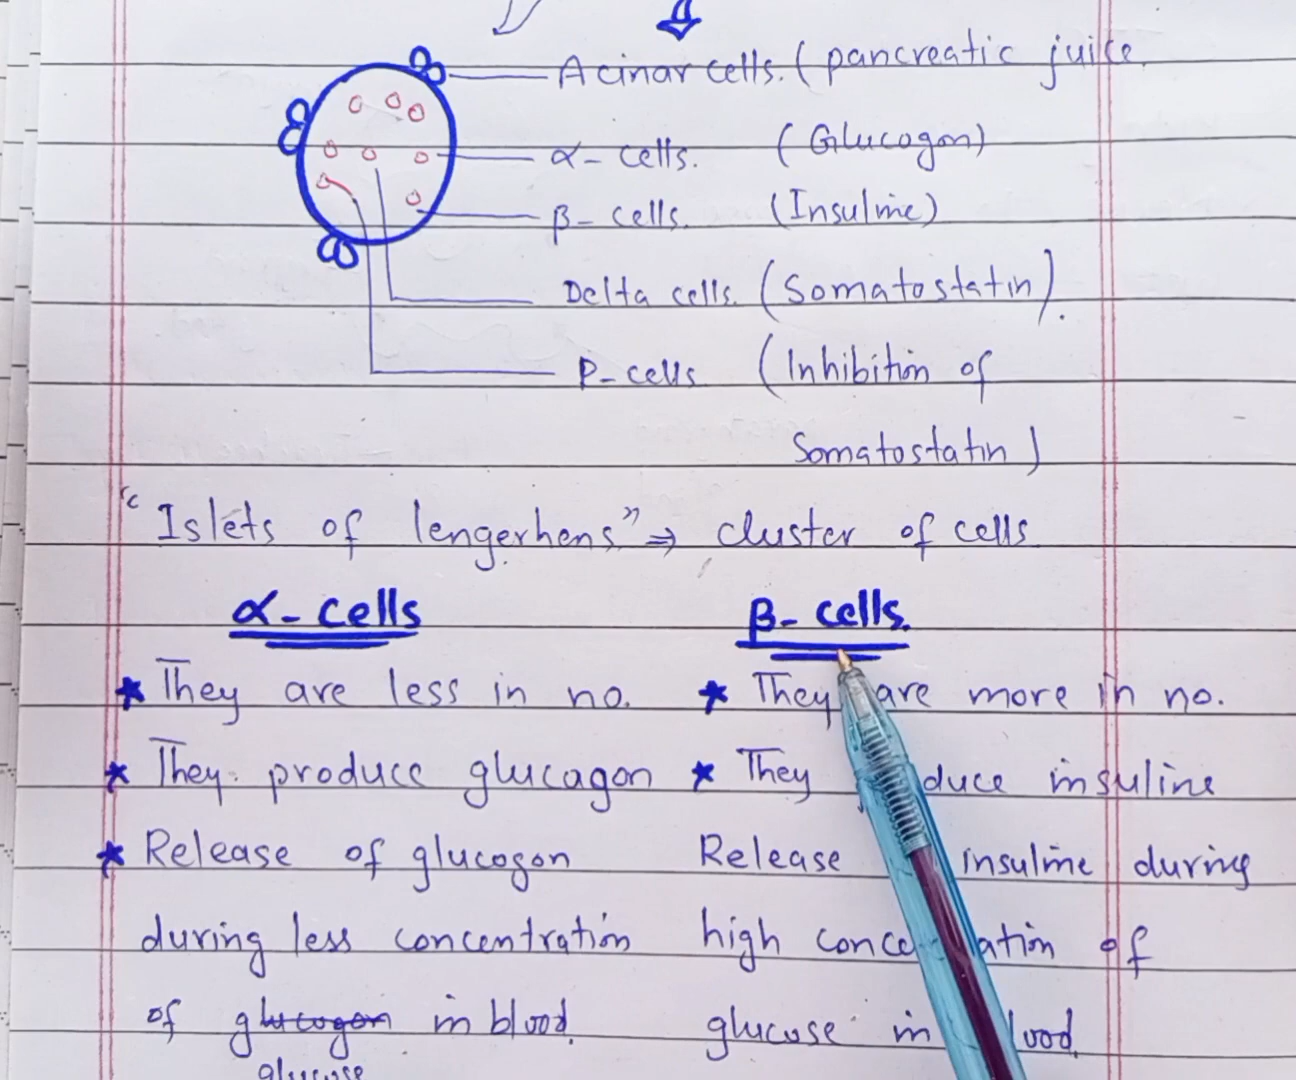 Acinar cells. ( pancreatic juice
α- cells. (Glucogon)
β- cells. (Insuline)
Delta cells. (Somatostatin).
P-cells (Inhibition of
Somatostatin)
"Islets of lengerhens" ⇒ cluster of cells
α- cells
★ They are less in no.
★ They produce glucagon
★ Release of glucogon
during less concentration
of glucogon in blood.
glucose
β- cells.
★ They are more in no.
★ They duce insuline
Release insuline during
high conce ation of
glucose in lood.